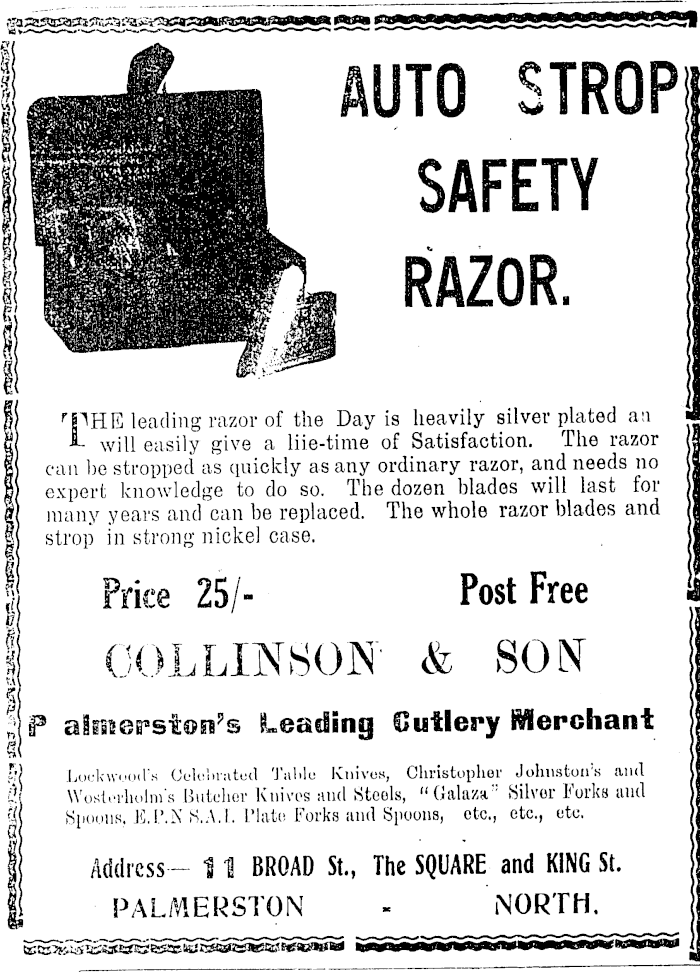 AUTO STROP
SAFETY
RAZOR.
THE leading razor of the Day is heavily silver plated an
will easily give a liie-time of Satisfaction. The razor
can be stropped as quickly as any ordinary razor, and needs no
expert knowledge to do so. The dozen blades will last for
many years and can be replaced. The whole razor blades and
strop in strong nickel case.
Price 25/- Post Free
COLLINSON & SON
Palmerston's Leading Cutlery Merchant
Lockwood's Celebrated Table Knives, Christopher Johnston's and
Wosterholm's Butcher Knives and Steels, "Galaza" Silver Forks and
Spoons, E.P.N S.A.I. Plate Forks and Spoons, etc., etc., etc.
Address— 11 BROAD St., The SQUARE and KING St.
PALMERSTON - NORTH.